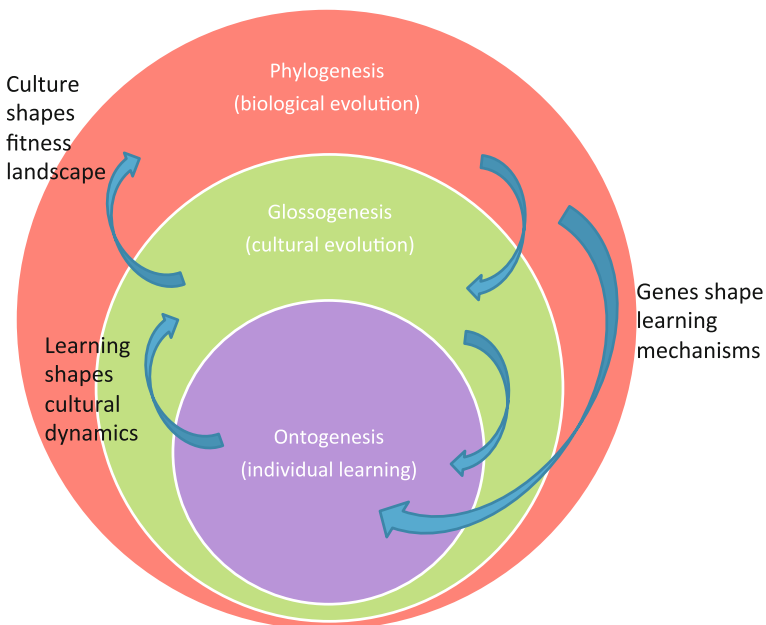 Phylogenesis
(biological evolution)
Culture
shapes
fitness
landscape
Glossogenesis
(cultural evolution)
Genes shape
learning
mechanisms
Learning
shapes
cultural
dynamics
Ontogenesis
(individual learning)